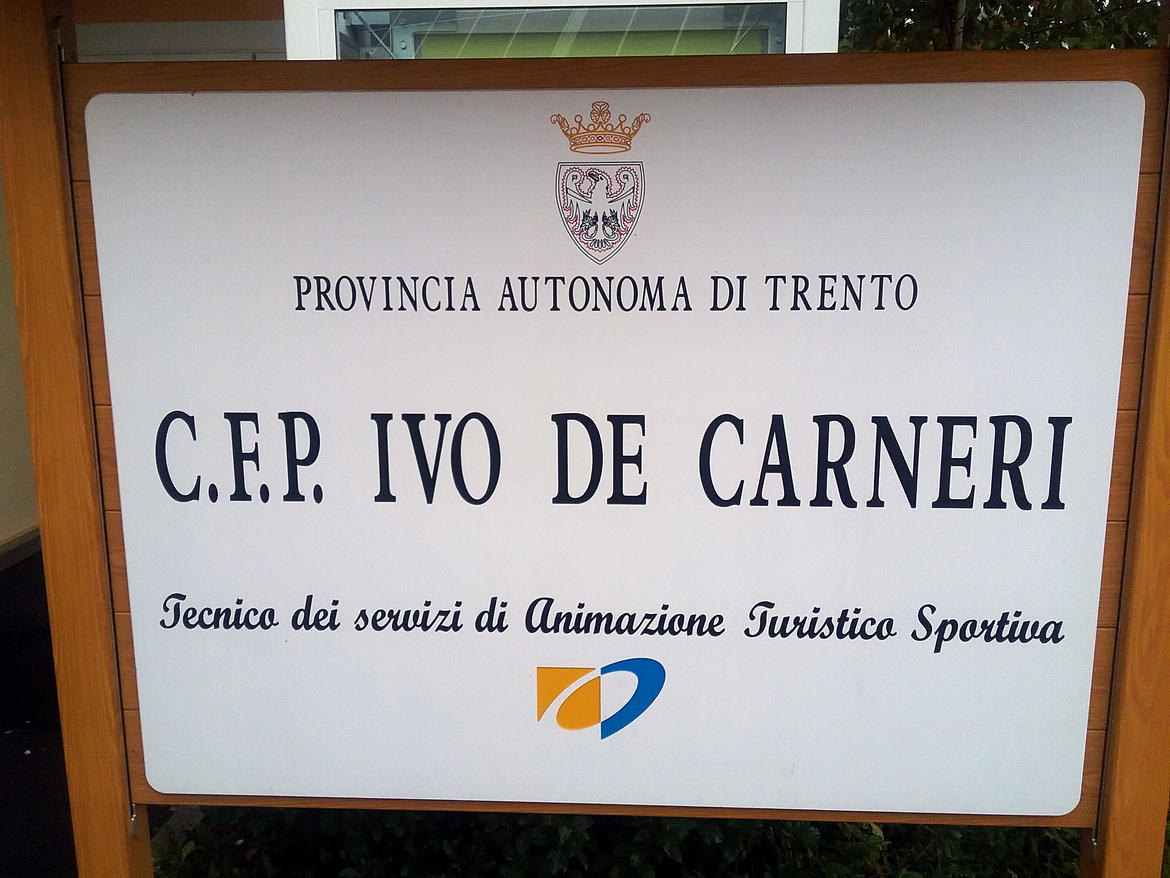 PROVINCIA AUTONOMA DI TRENTO
C.F.P. IVO DE CARNERI
Tecnico dei servizi di Animazione Turistico Sportiva